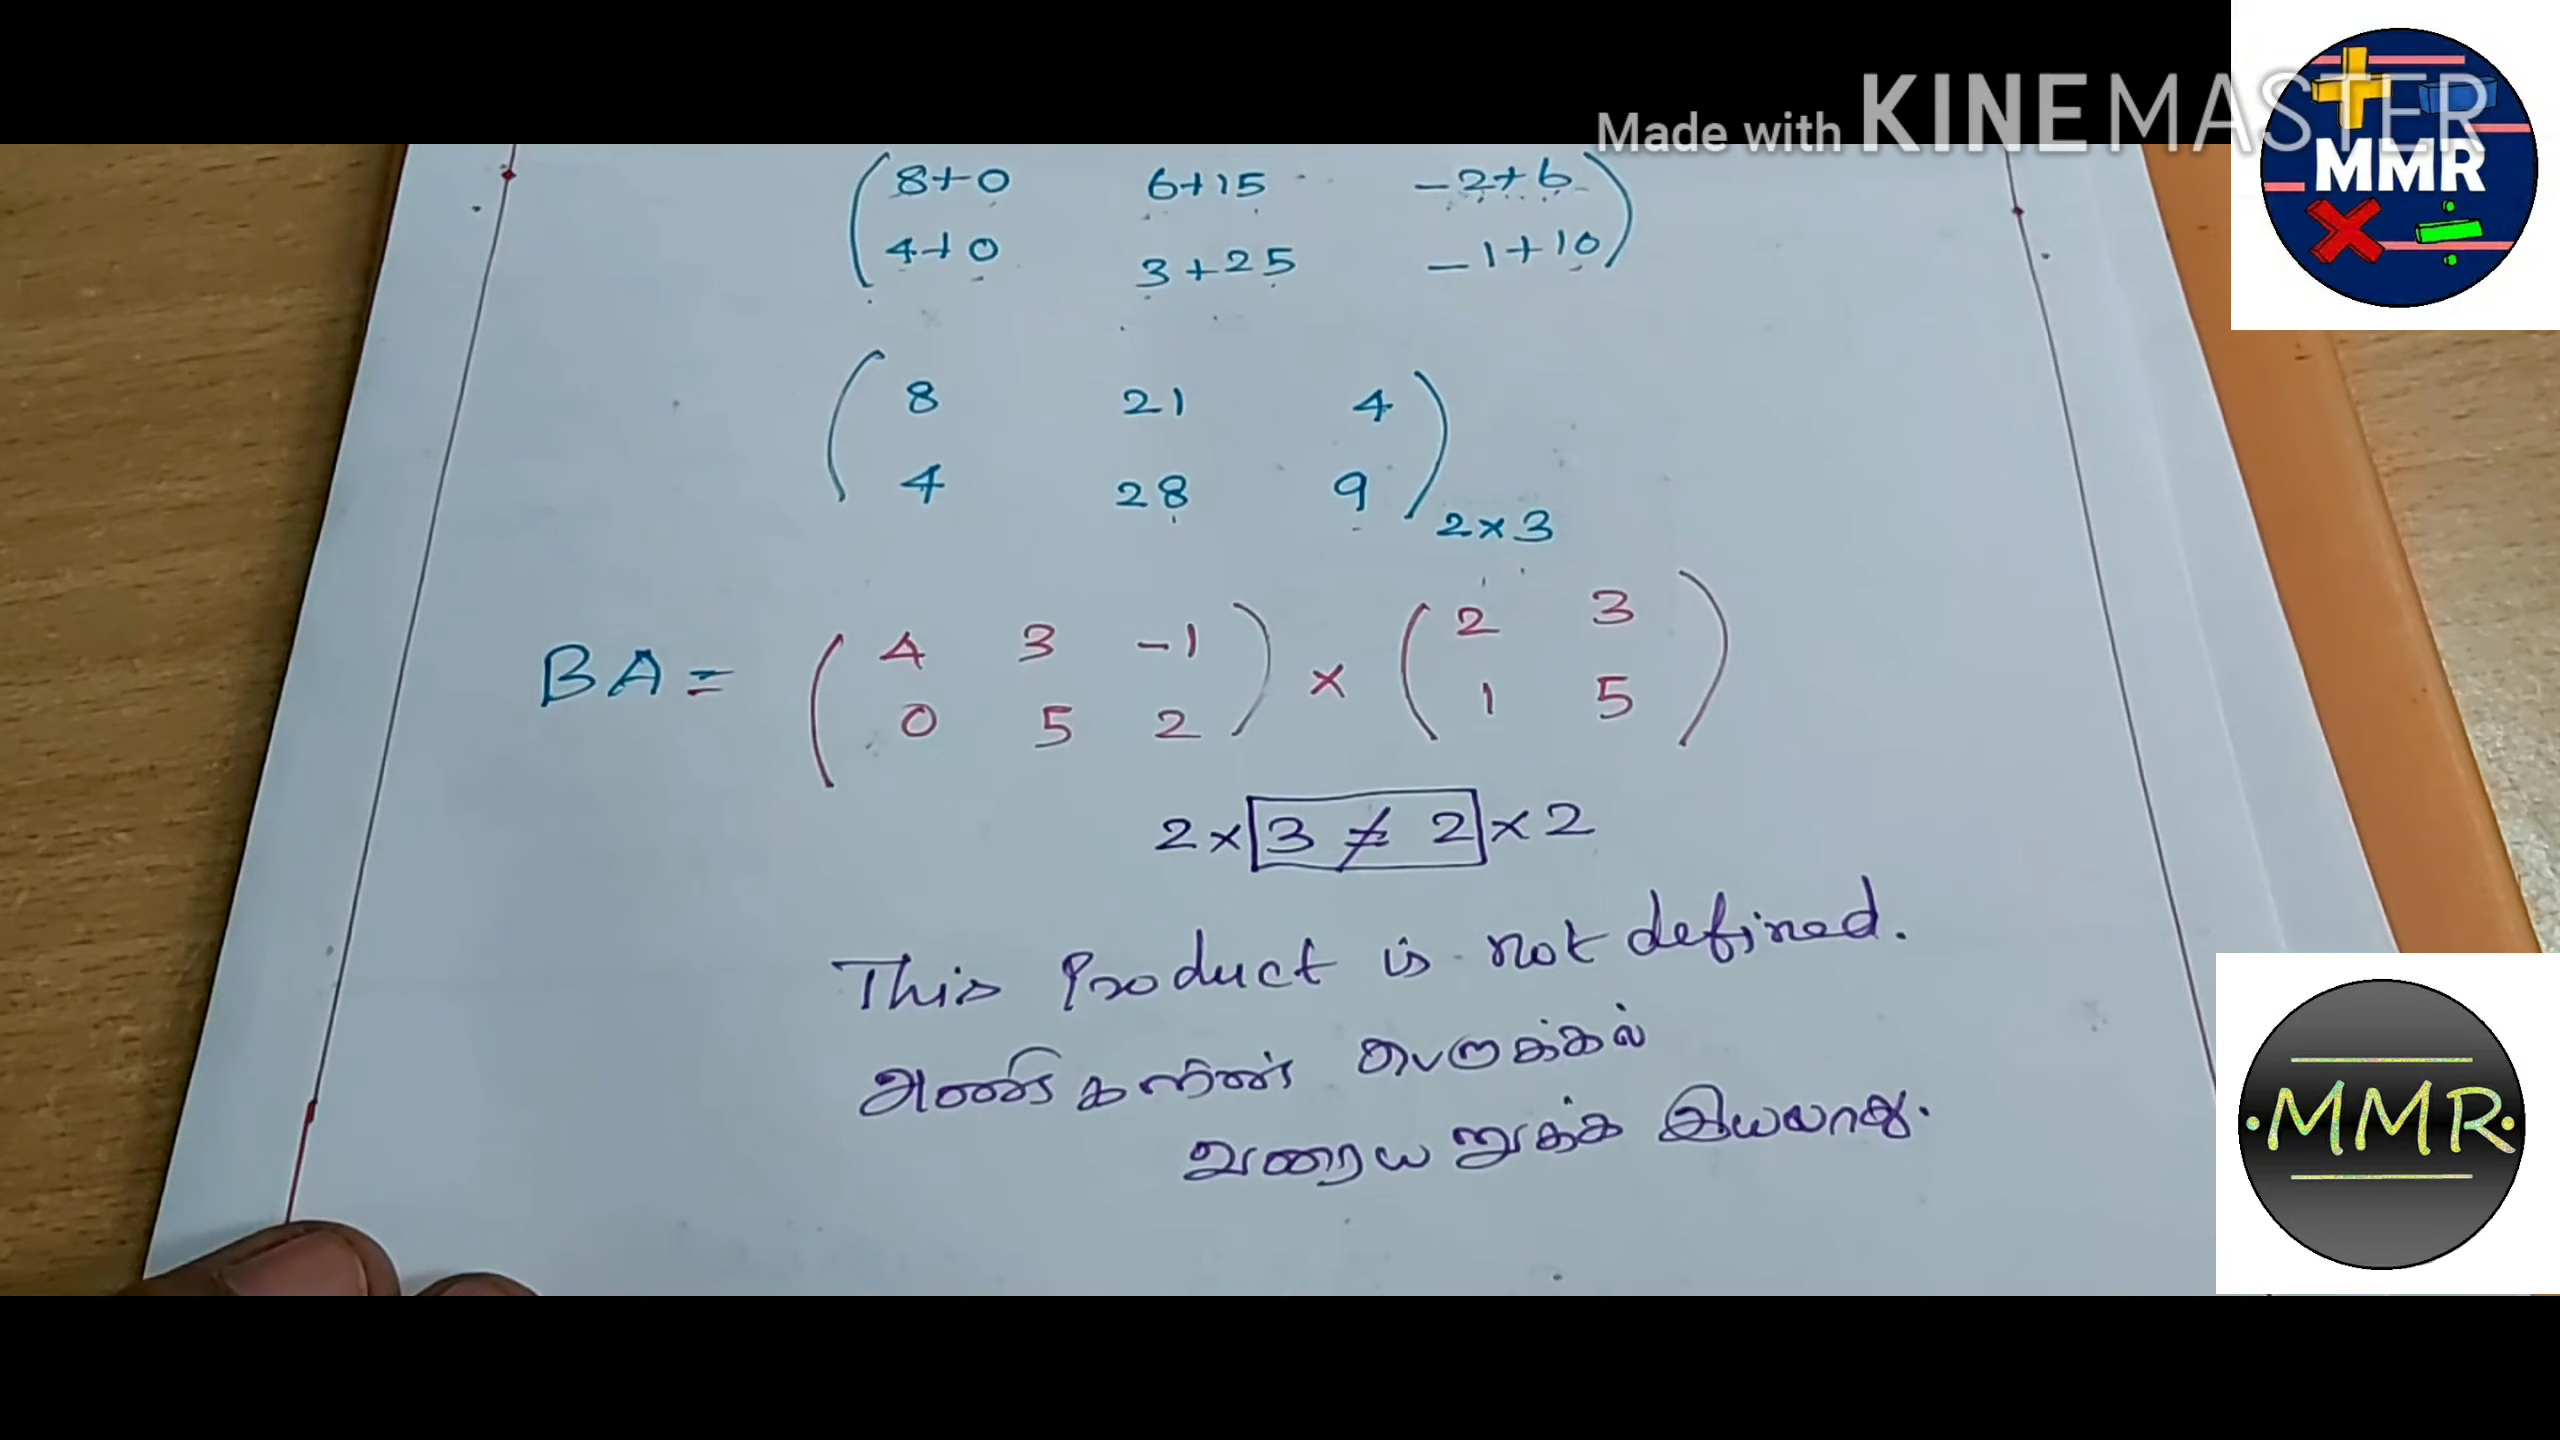 Made with KINEMASTER
MMR
8+0 6+15 -2+6
4+0 3+25 -1+10
8 21 4
4 28 9
2×3
BA = ( 4 3 -1 ) × ( 2 3 )
0 5 2 1 5
2×3 ≠ 2×2
This Product is not defined.
அணிகளின் பெருக்கல்
வரையறுக்க இயலாது.
MMR